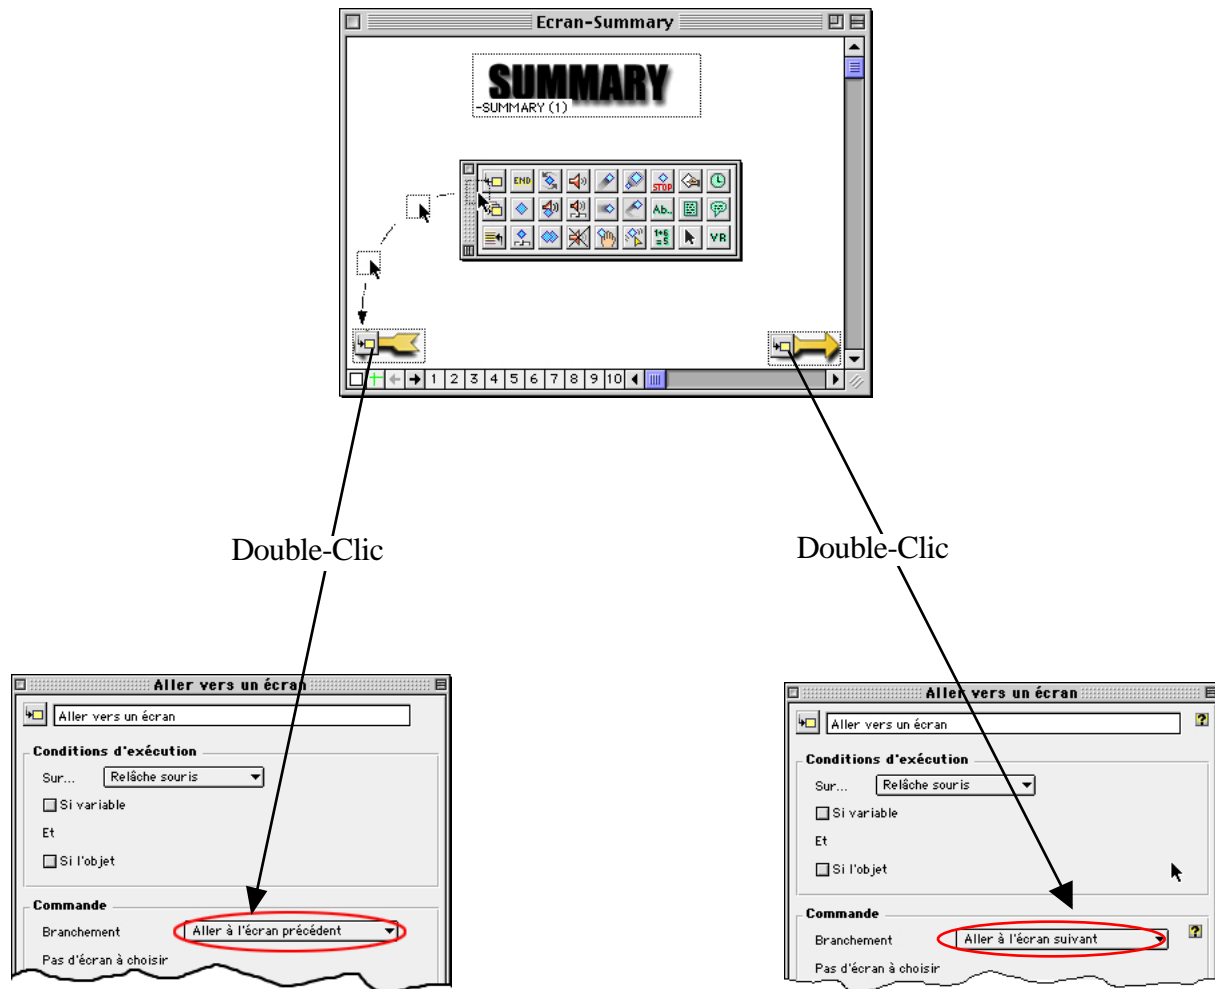 Ecran-Summary
SUMMARY
-SUMMARY (1)
END
STOP
Ab..
1+6
=5
VR
1 2 3 4 5 6 7 8 9 10
Double-Clic
Double-Clic
Aller vers un écran
Aller vers un écran
Conditions d'exécution
Sur... Relâche souris
Si variable
Et
Si l'objet
Commande
Branchement Aller à l'écran précédent
Pas d'écran à choisir
Aller vers un écran
Aller vers un écran ?
Conditions d'exécution
Sur... Relâche souris
Si variable
Et
Si l'objet
Commande
Branchement Aller à l'écran suivant ?
Pas d'écran à choisir